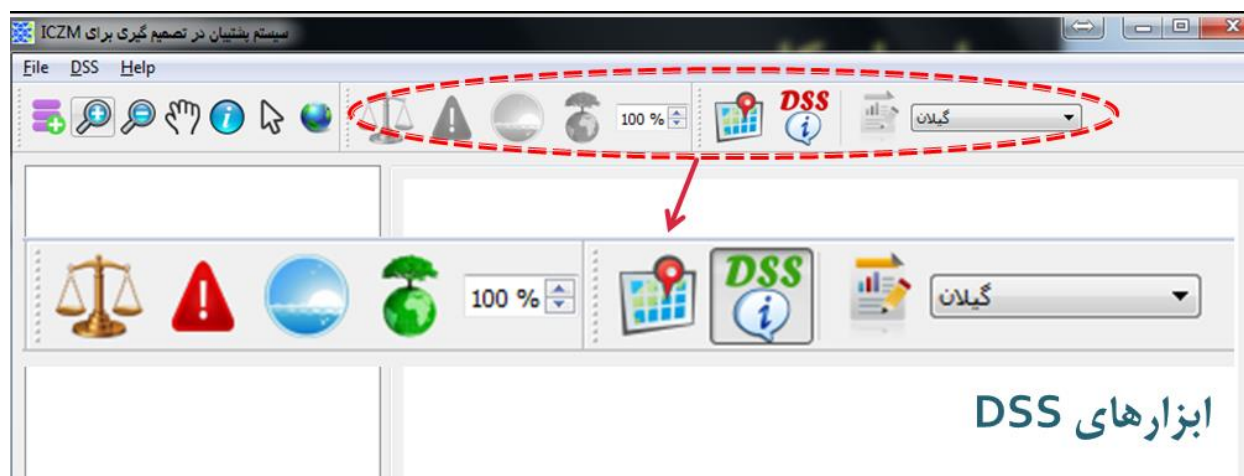 سیستم پشتیبان در تصمیم گیری برای ICZM
File DSS Help
100 % DSS گیلان
100 % DSS گیلان
ابزارهای DSS